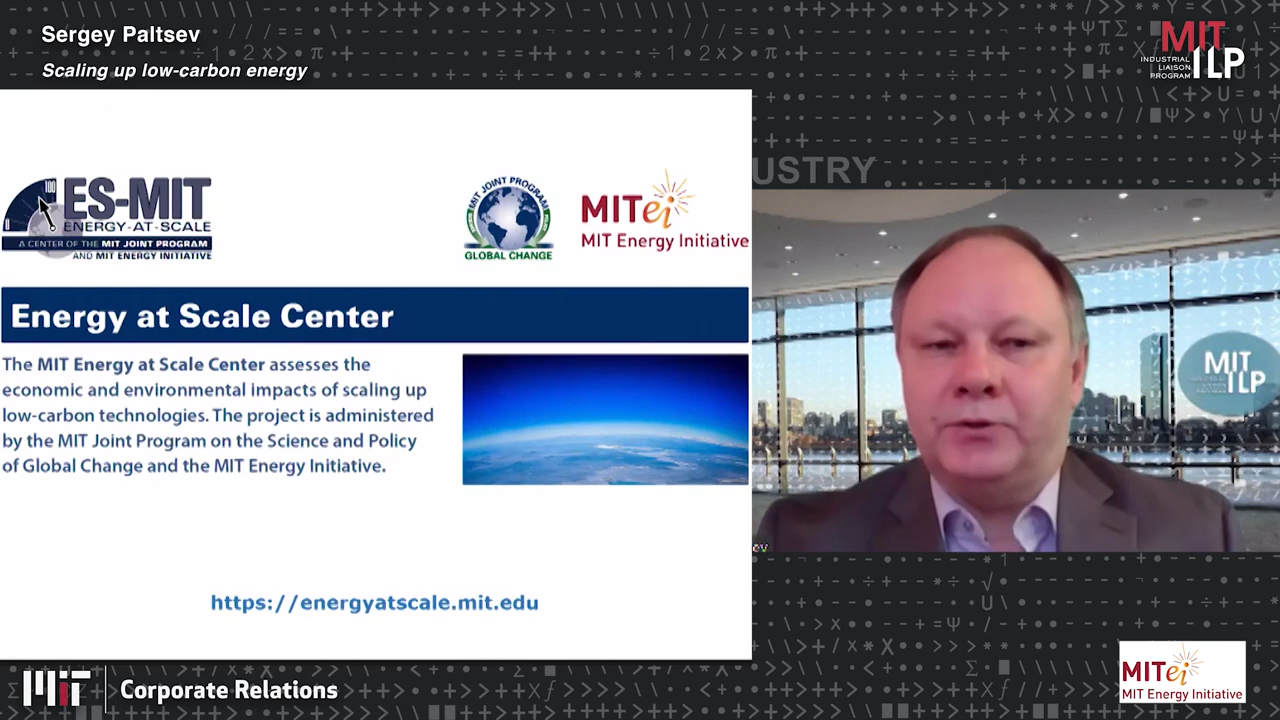 Sergey Paltsev
Scaling up low-carbon energy
MIT
INDUSTRIAL
LIAISON
PROGRAM
ILP
USTRY
100
0
ES-MIT
ENERGY-AT-SCALE
A CENTER OF THE MIT JOINT PROGRAM
AND MIT ENERGY INITIATIVE
MIT JOINT PROGRAM
GLOBAL CHANGE
MITei
MIT Energy Initiative
Energy at Scale Center
The MIT Energy at Scale Center assesses the
economic and environmental impacts of scaling up
low-carbon technologies. The project is administered
by the MIT Joint Program on the Science and Policy
of Global Change and the MIT Energy Initiative.
https://energyatscale.mit.edu
MIT
ILP
ev
MIT
Corporate Relations
MITei
MIT Energy Initiative